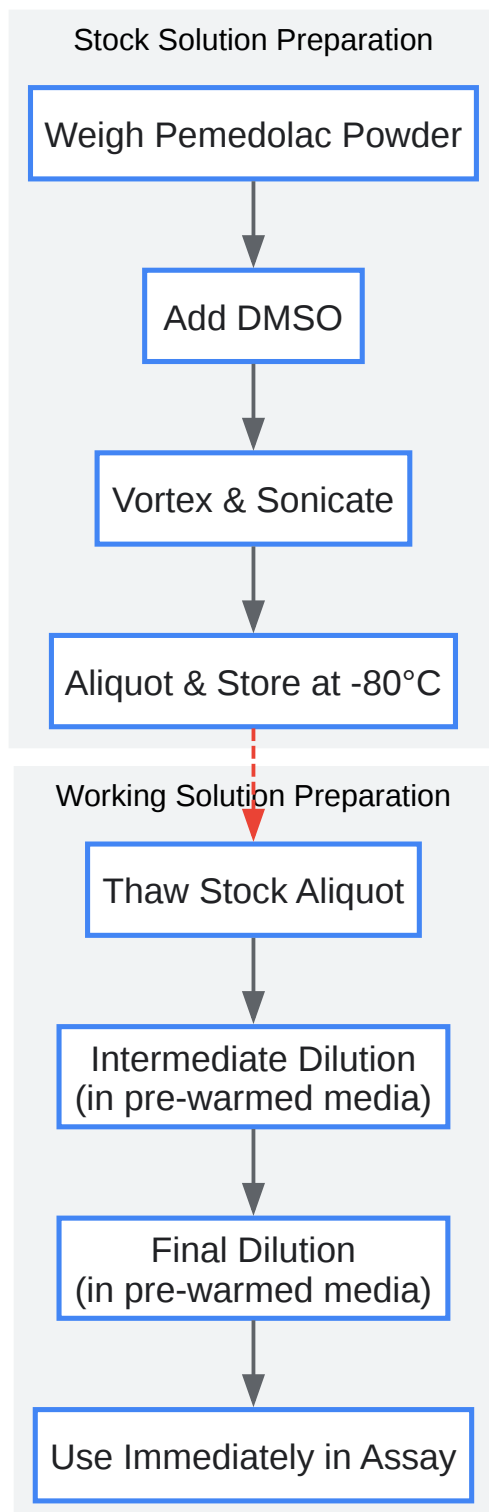 Stock Solution Preparation
Weigh Pemedolac Powder
Add DMSO
Vortex & Sonicate
Aliquot & Store at -80°C
Working Solution Preparation
Thaw Stock Aliquot
Intermediate Dilution
(in pre-warmed media)
Final Dilution
(in pre-warmed media)
Use Immediately in Assay